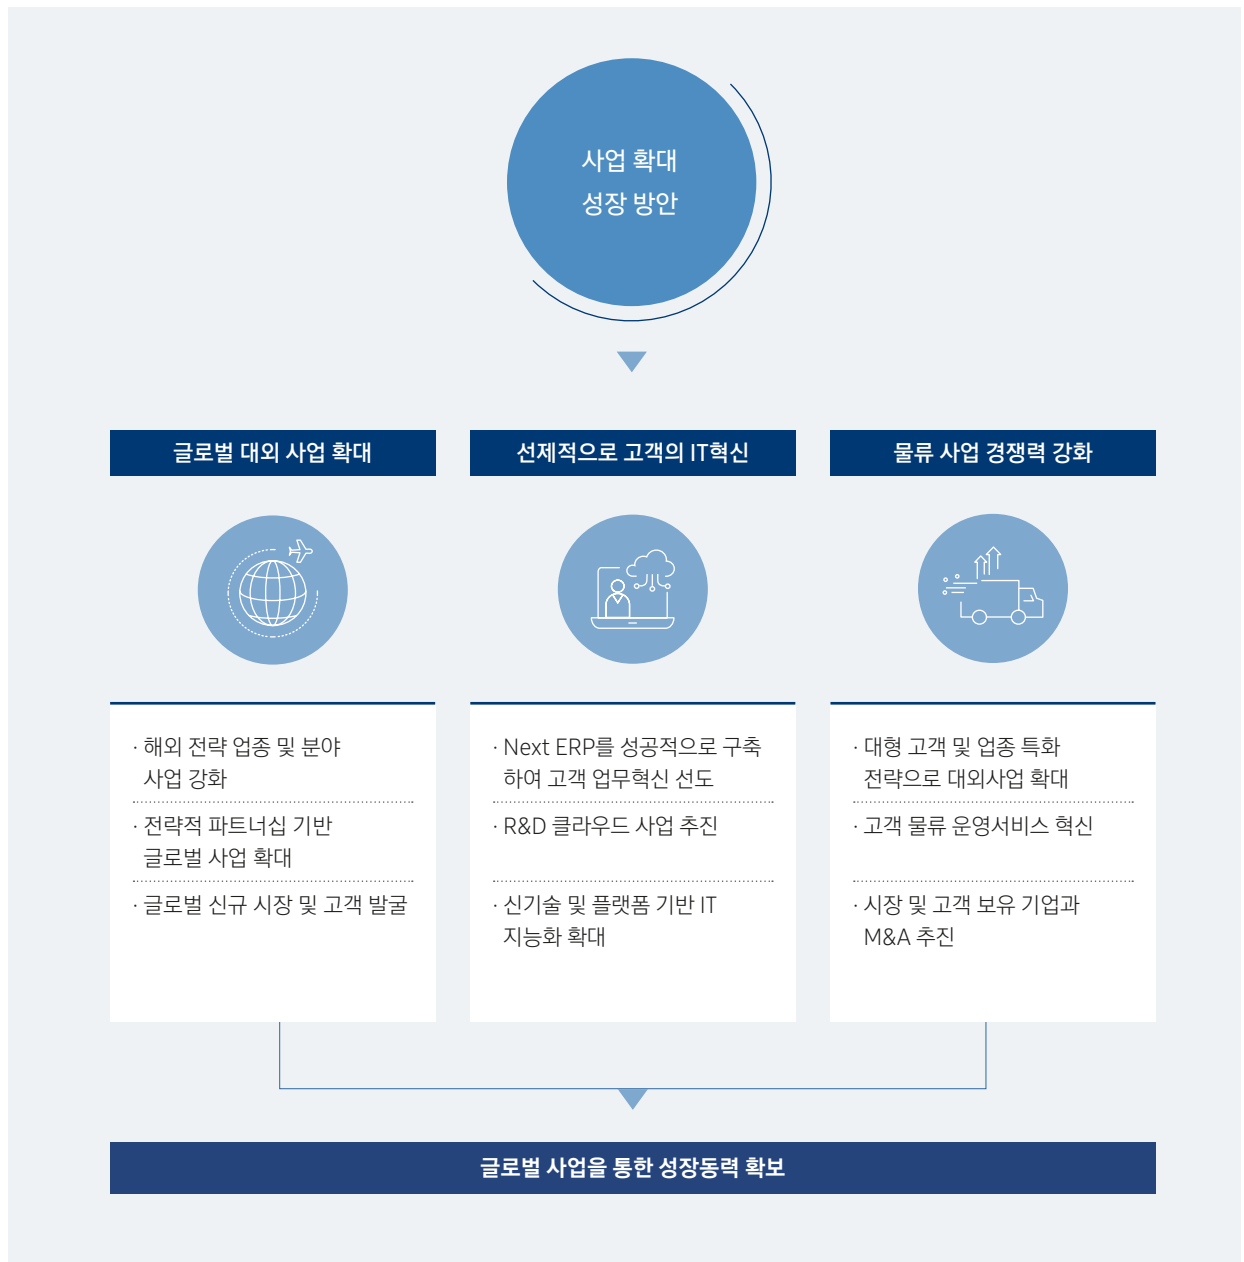 사업 확대
성장 방안
글로벌 대외 사업 확대
선제적으로 고객의 IT혁신
물류 사업 경쟁력 강화
· 해외 전략 업종 및 분야
사업 강화
· 전략적 파트너십 기반
글로벌 사업 확대
· 글로벌 신규 시장 및 고객 발굴
· Next ERP를 성공적으로 구축
하여 고객 업무혁신 선도
· R&D 클라우드 사업 추진
· 신기술 및 플랫폼 기반 IT
지능화 확대
· 대형 고객 및 업종 특화
전략으로 대외사업 확대
· 고객 물류 운영서비스 혁신
· 시장 및 고객 보유 기업과
M&A 추진
글로벌 사업을 통한 성장동력 확보